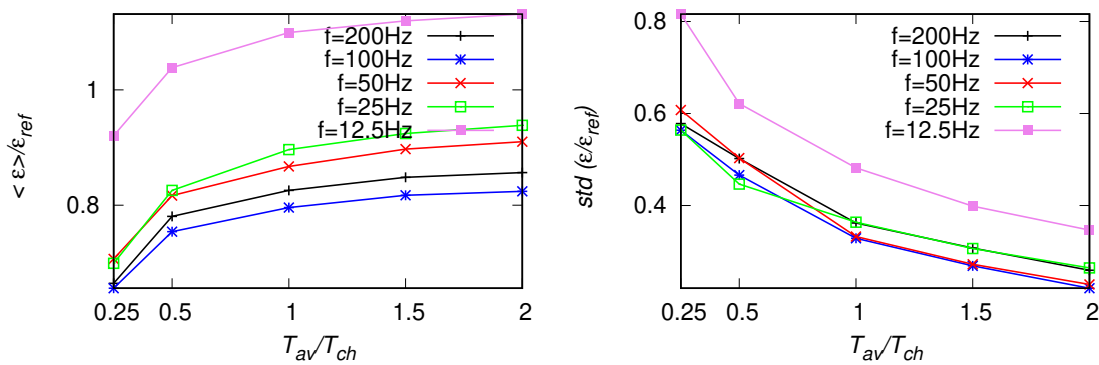 1
0.8
< ε>/ε_ref
0.25 0.5 1 1.5 2
T_av/T_ch
f=200Hz
f=100Hz
f=50Hz
f=25Hz
f=12.5Hz
0.8
0.6
0.4
std (ε/ε_ref)
0.25 0.5 1 1.5 2
T_av/T_ch
f=200Hz
f=100Hz
f=50Hz
f=25Hz
f=12.5Hz